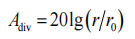 A_div = 20lg(r/r_0)